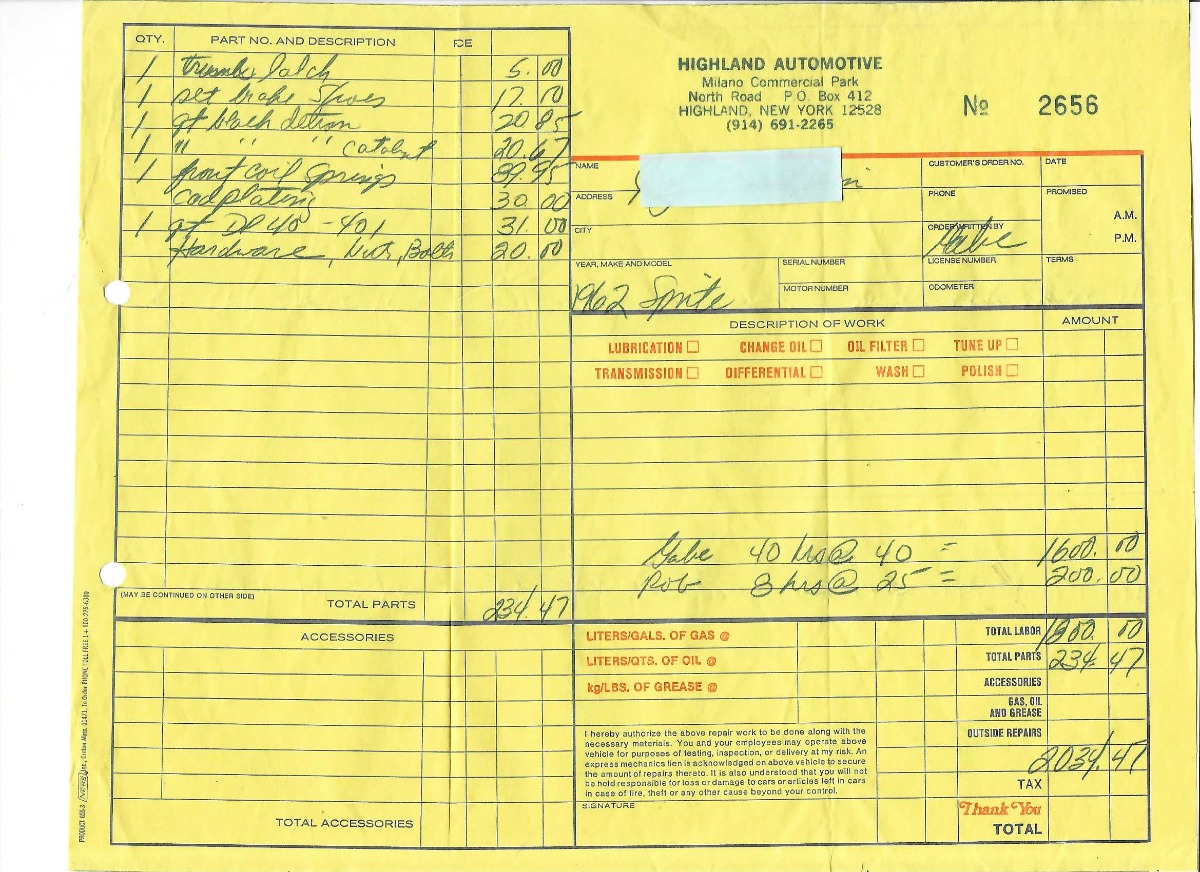 QTY. PART NO. AND DESCRIPTION
1 5.00
1 set brake Shoes 17.00
1 qt black deltron 20.85
1 " " " Catalyst 20.67
1 front Coil Springs 89.95
Cadplating 30.00
1 qt DP 40 - 401 31.00
Hardware, Nuts, Bolts 20.00
(MAY BE CONTINUED ON OTHER SIDE)
TOTAL PARTS 234.47
ACCESSORIES
TOTAL ACCESSORIES
HIGHLAND AUTOMOTIVE
Milano Commercial Park
North Road P.O. Box 412
HIGHLAND, NEW YORK 12528
(914) 691-2265
No 2656
NAME
CUSTOMER'S ORDER NO.
DATE
ADDRESS
PHONE
PROMISED
A.M.
P.M.
CITY
ORDER WRITTEN BY
Gabe
YEAR, MAKE AND MODEL
1962 Sprite
SERIAL NUMBER
LICENSE NUMBER
TERMS
MOTOR NUMBER
ODOMETER
DESCRIPTION OF WORK AMOUNT
LUBRICATION CHANGE OIL OIL FILTER TUNE UP
TRANSMISSION DIFFERENTIAL WASH POLISH
Gabe 40 hrs @ 40 = 1600.00
Rob 8 hrs @ 25 = 200.00
LITERS/GALS. OF GAS @
LITERS/QTS. OF OIL @
kg/LBS. OF GREASE @
TOTAL LABOR 1800.00
TOTAL PARTS 234.47
ACCESSORIES
GAS, OIL
AND GREASE
OUTSIDE REPAIRS
2034.47
TAX
I hereby authorize the above repair work to be done along with the
necessary materials. You and your employees may operate above
vehicle for purposes of testing, inspection, or delivery at my risk. An
express mechanics lien is acknowledged on above vehicle to secure
the amount of repairs thereto. It is also understood that you will not
be held responsible for loss or damage to cars or articles left in cars
in case of fire, theft or any other cause beyond your control.
SIGNATURE
Thank You
TOTAL